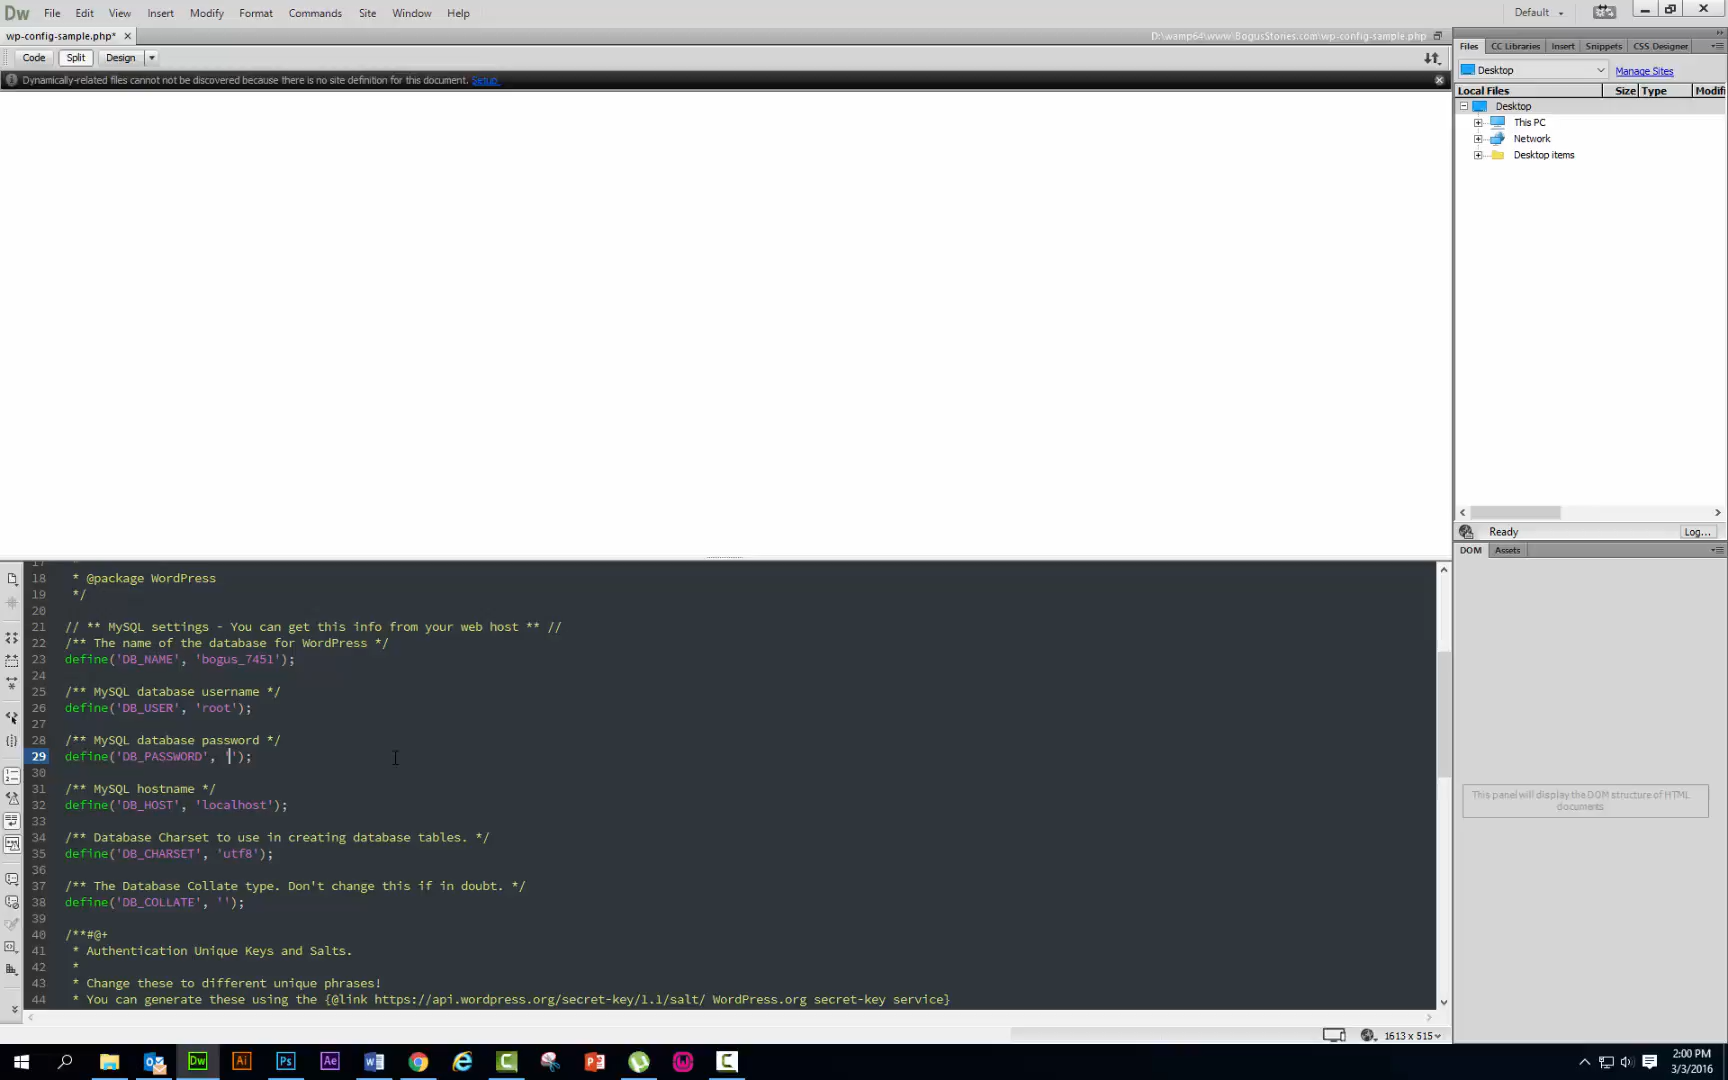 Dw File Edit View Insert Modify Format Commands Site Window Help Default
wp-config-sample.php* D:\wamp64\www\BogusStories.com\wp-config-sample.php
Code Split Design
Dynamically-related files cannot not be discovered because there is no site definition for this document. Setup
Files CC Libraries Insert Snippets CSS Designer
Desktop Manage Sites
Local Files Size Type Modifi
Desktop
This PC
Network
Desktop items
Ready Log...
DOM Assets
This panel will display the DOM structure of HTML
documents
17
18 * @package WordPress
19 */
20
21 // ** MySQL settings - You can get this info from your web host ** //
22 /** The name of the database for WordPress */
23 define('DB_NAME', 'bogus_7451');
24
25 /** MySQL database username */
26 define('DB_USER', 'root');
27
28 /** MySQL database password */
29 define('DB_PASSWORD', '');
30
31 /** MySQL hostname */
32 define('DB_HOST', 'localhost');
33
34 /** Database Charset to use in creating database tables. */
35 define('DB_CHARSET', 'utf8');
36
37 /** The Database Collate type. Don't change this if in doubt. */
38 define('DB_COLLATE', '');
39
40 /**#@+
41 * Authentication Unique Keys and Salts.
42 *
43 * Change these to different unique phrases!
44 * You can generate these using the {@link https://api.wordpress.org/secret-key/1.1/salt/ WordPress.org secret-key service}
1613 x 515
Dw Ai Ps Ae
2:00 PM
3/3/2016